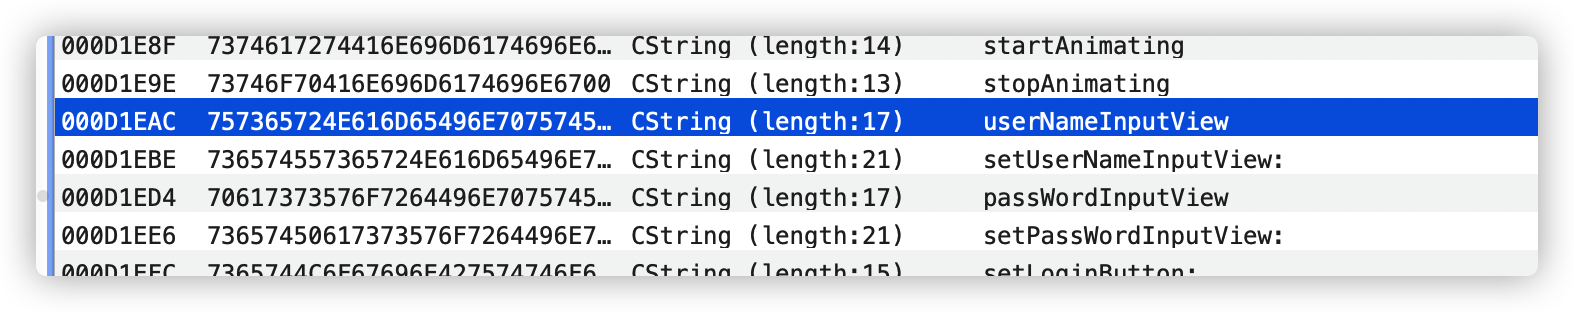 000D1E8F 7374617274416E696D6174696E6… CString (length:14) startAnimating
000D1E9E 73746F70416E696D6174696E6700 CString (length:13) stopAnimating
000D1EAC 757365724E616D65496E7075745… CString (length:17) userNameInputView
000D1EBE 736574557365724E616D65496E7… CString (length:21) setUserNameInputView:
000D1ED4 70617373576F7264496E7075745… CString (length:17) passWordInputView
000D1EE6 73657450617373576F7264496E7… CString (length:21) setPassWordInputView:
000D1EFC 7365744C6F67696E427574746F6… CString (length:15) setLoginButton: